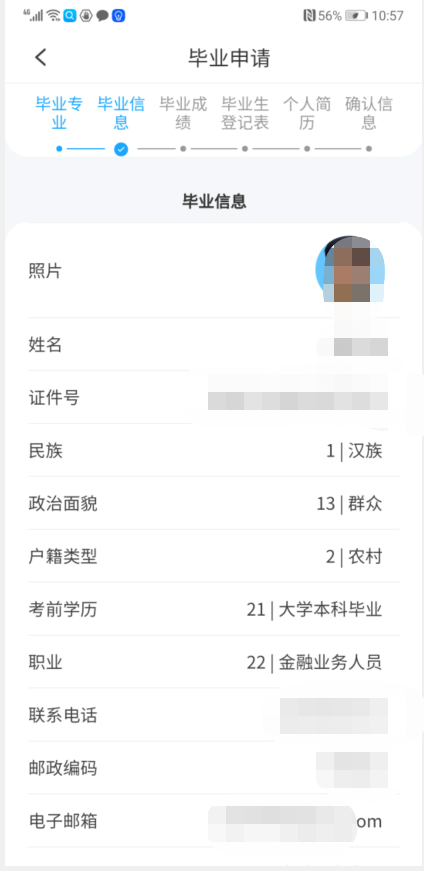 4G
56%
10:57
毕业申请
毕业专
业
毕业信
息
毕业成
绩
毕业生
登记表
个人简
历
确认信
息
毕业信息
照片
姓名
证件号
民族 1 | 汉族
政治面貌 13 | 群众
户籍类型 2 | 农村
考前学历 21 | 大学本科毕业
职业 22 | 金融业务人员
联系电话
邮政编码
电子邮箱 om